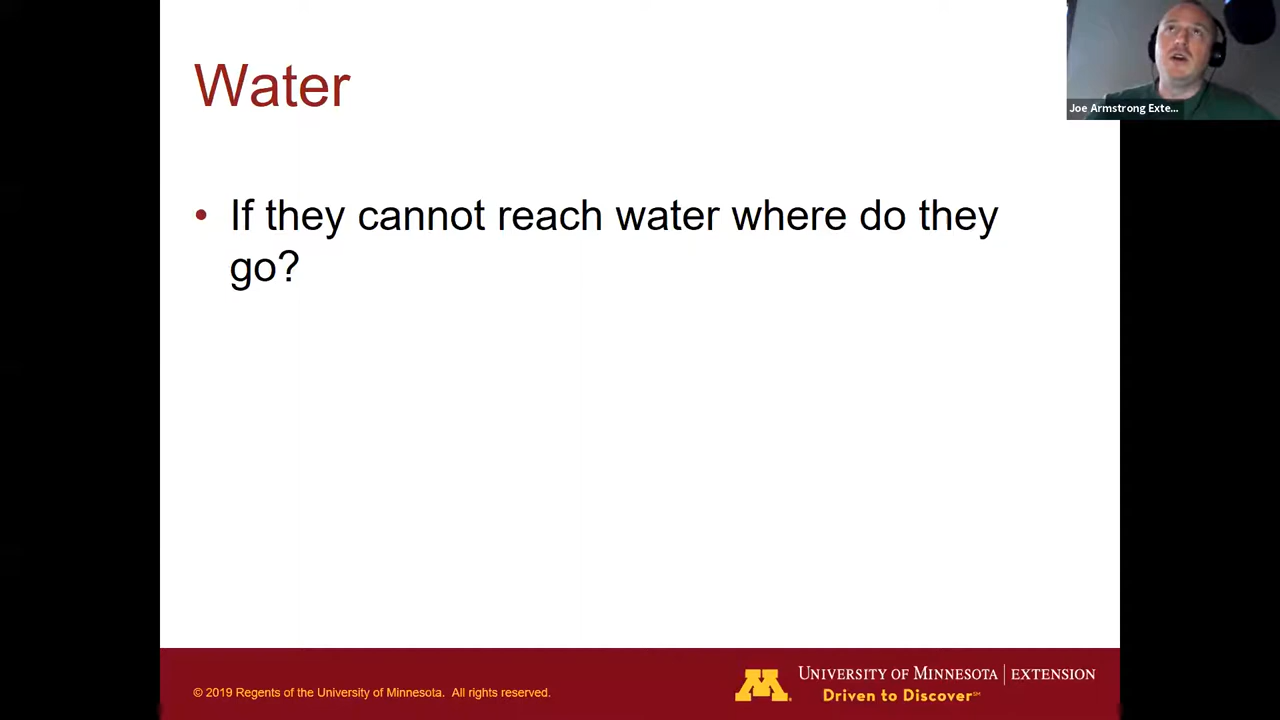 Water
Joe Armstrong Exte...
• If they cannot reach water where do they
go?
© 2019 Regents of the University of Minnesota. All rights reserved.
M
UNIVERSITY OF MINNESOTA | EXTENSION
Driven to Discover℠